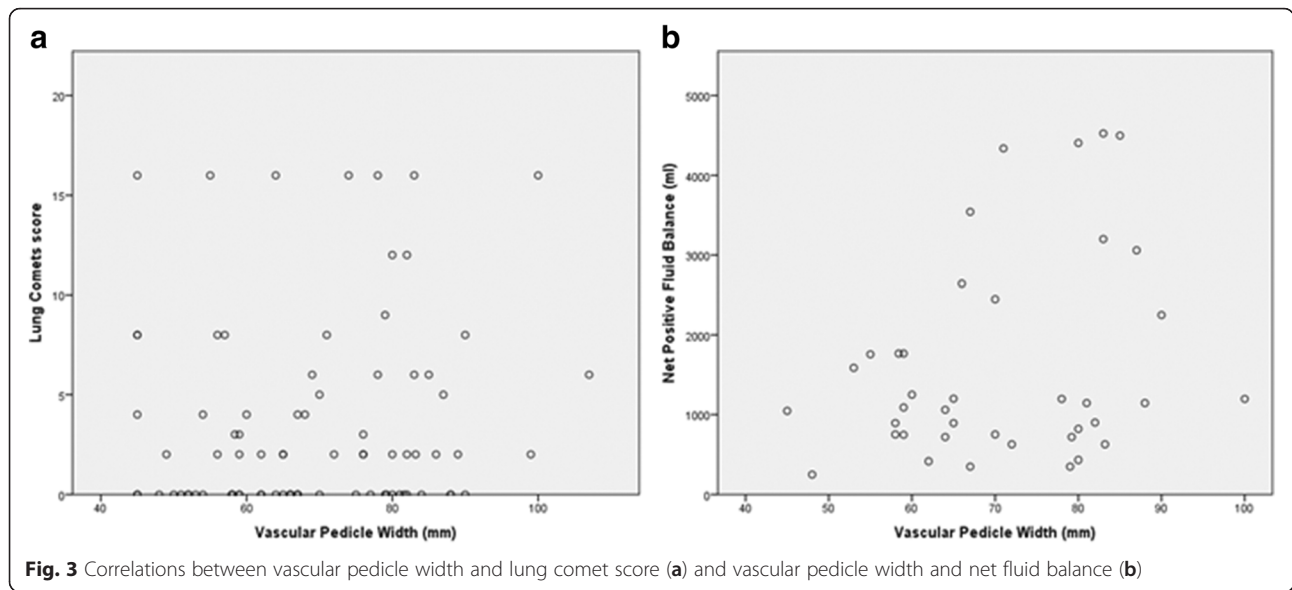 a
b
20
15
10
5
0
Lung Comets score
40 60 80 100
Vascular Pedicle Width (mm)
5000
4000
3000
2000
1000
0
Net Positive Fluid Balance (ml)
40 50 60 70 80 90 100
Vascular Pedicle Width (mm)
Fig. 3 Correlations between vascular pedicle width and lung comet score (a) and vascular pedicle width and net fluid balance (b)